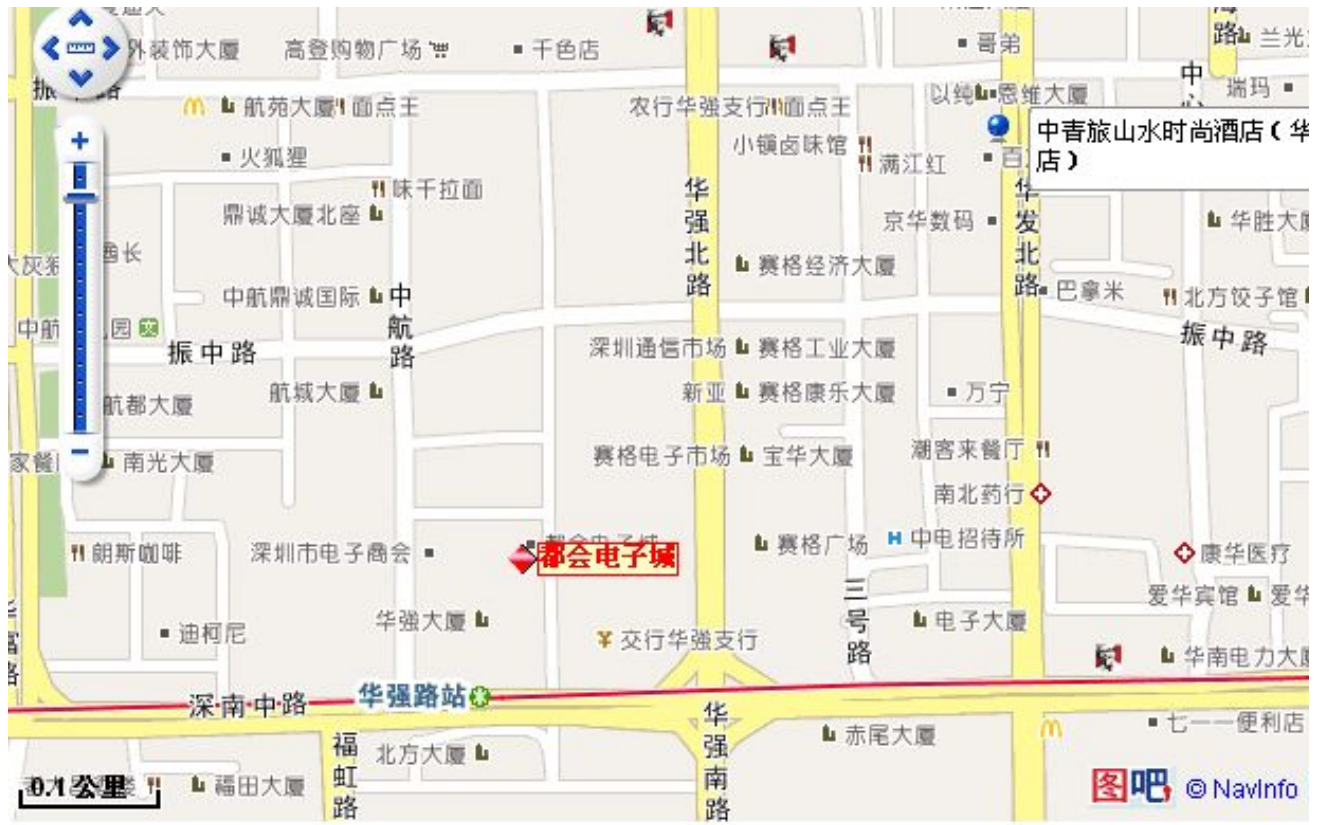 外装饰大厦
高登购物广场
千色店
哥弟
路
兰光
航苑大厦
面点王
农行华强支行
面点王
以纯
恩维大厦
中心
瑞玛
火狐狸
小镇卤味馆
满江红
中青旅山水时尚酒店(华
店)
味千拉面
鼎诚大厦北座
华强北路
京华数码
华发北路
华胜大厦
酋长
赛格经济大厦
大灰狼
中航鼎诚国际
中航路
巴拿米
北方饺子馆
中航
园
文
振中路
深圳通信市场
赛格工业大厦
振中路
航都大厦
航城大厦
新亚
赛格康乐大厦
万宁
南光大厦
赛格电子市场
宝华大厦
潮客来餐厅
南北药行
朗斯咖啡
深圳市电子商会
都会电子城
赛格广场
H
中电招待所
康华医疗
爱华宾馆
爱华
迪柯尼
华强大厦
¥
交行华强支行
三号路
电子大厦
华南电力大厦
深南中路
华强路站
福虹路
北方大厦
华强南路
赤尾大厦
七一一便利店
0.1公里
福田大厦
图吧
© NavInfo